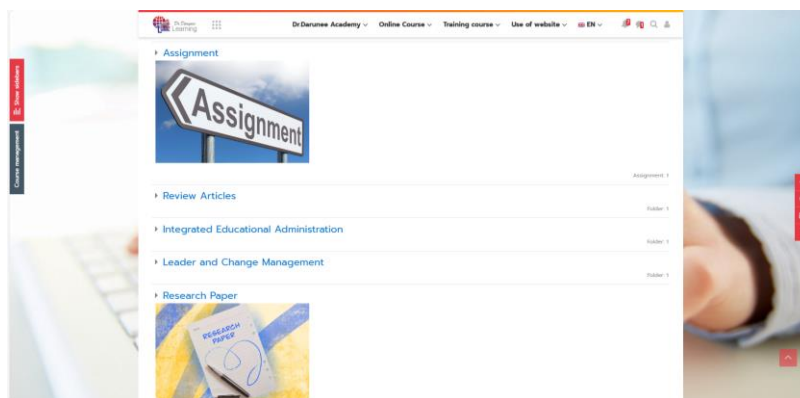 Learning
Dr.Darunee Academy
Online Course
Training course
Use of website
EN
Show sidebars
Course management
Assignment
Assignment
Assignment: 1
Review Articles
Folder: 1
Integrated Educational Administration
Folder: 1
Leader and Change Management
Folder: 1
Research Paper
RESEARCH
PAPER